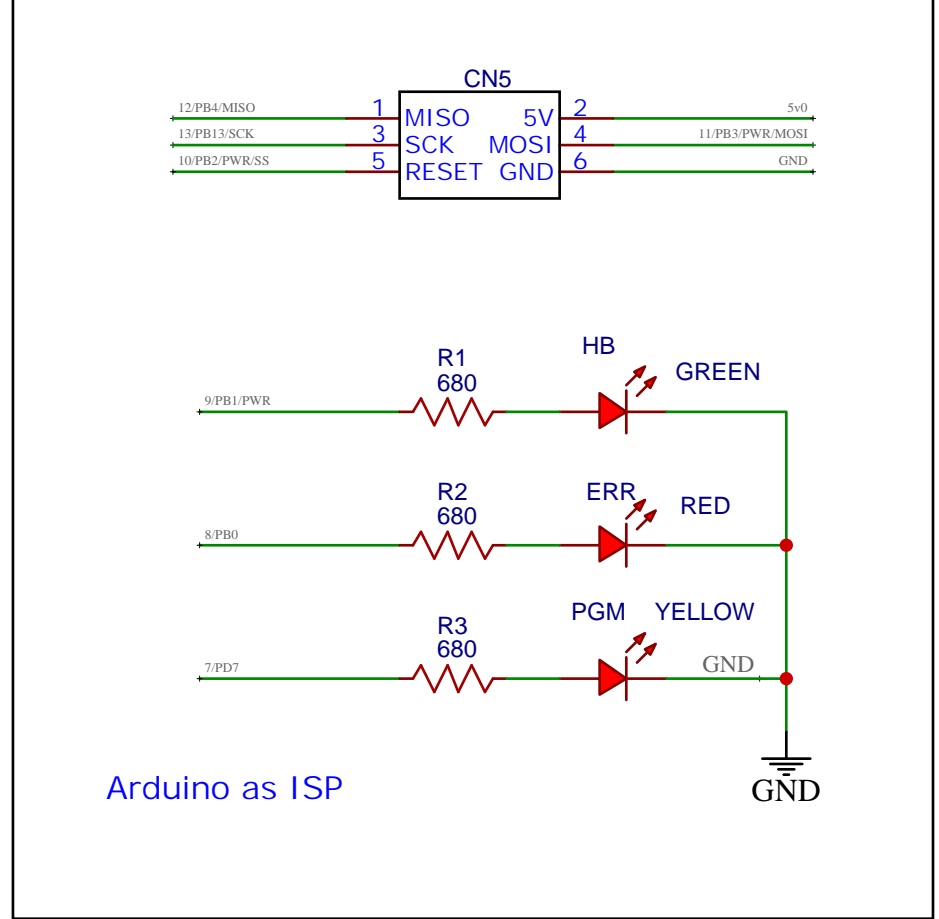 CN5
12/PB4/MISO 1 MISO 5V 2 5v0
13/PB13/SCK 3 SCK MOSI 4 11/PB3/PWR/MOSI
10/PB2/PWR/SS 5 RESET GND 6 GND
HB
R1 GREEN
680
9/PB1/PWR
R2 ERR RED
680
8/PB0
PGM YELLOW
R3
680
7/PD7 GND
Arduino as ISP
GND